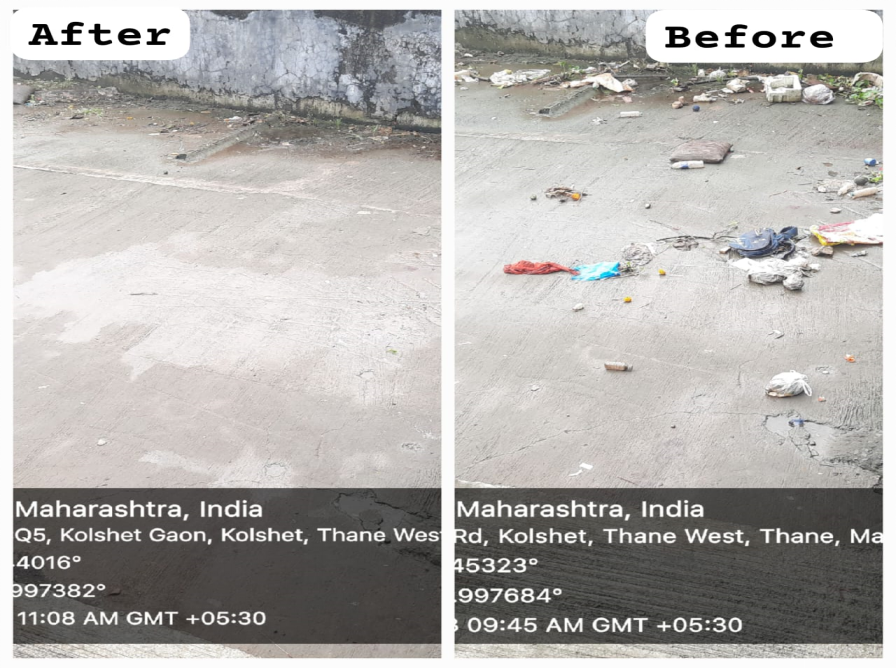 After
Maharashtra, India
Q5, Kolshet Gaon, Kolshet, Thane West
4016°
997382°
11:08 AM GMT +05:30
Before
Maharashtra, India
Rd, Kolshet, Thane West, Thane, Ma
45323°
.997684°
09:45 AM GMT +05:30